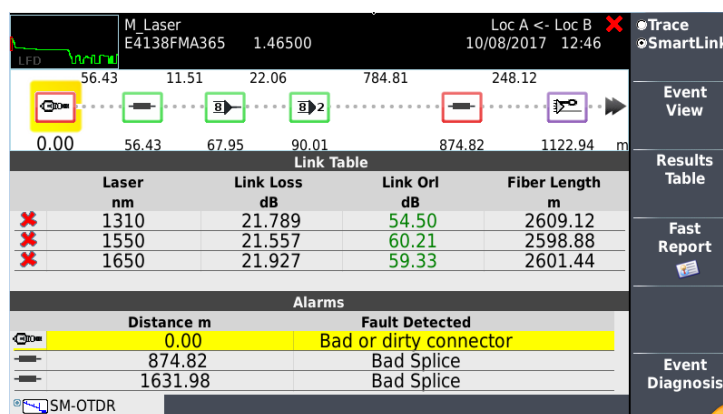 M_Laser Loc A <- Loc B
E4138FMA365 1.46500 10/08/2017 12:46
LFD
Trace
SmartLink
56.43 11.51 22.06 784.81 248.12
8 8 2
0.00 56.43 67.95 90.01 874.82 1122.94 m
Event
View
Link Table
Results
Table
Laser Link Loss Link Orl Fiber Length
nm dB dB m
1310 21.789 54.50 2609.12
1550 21.557 60.21 2598.88
1650 21.927 59.33 2601.44
Fast
Report
Alarms
Distance m Fault Detected
0.00 Bad or dirty connector
874.82 Bad Splice
1631.98 Bad Splice
Event
Diagnosis
SM-OTDR